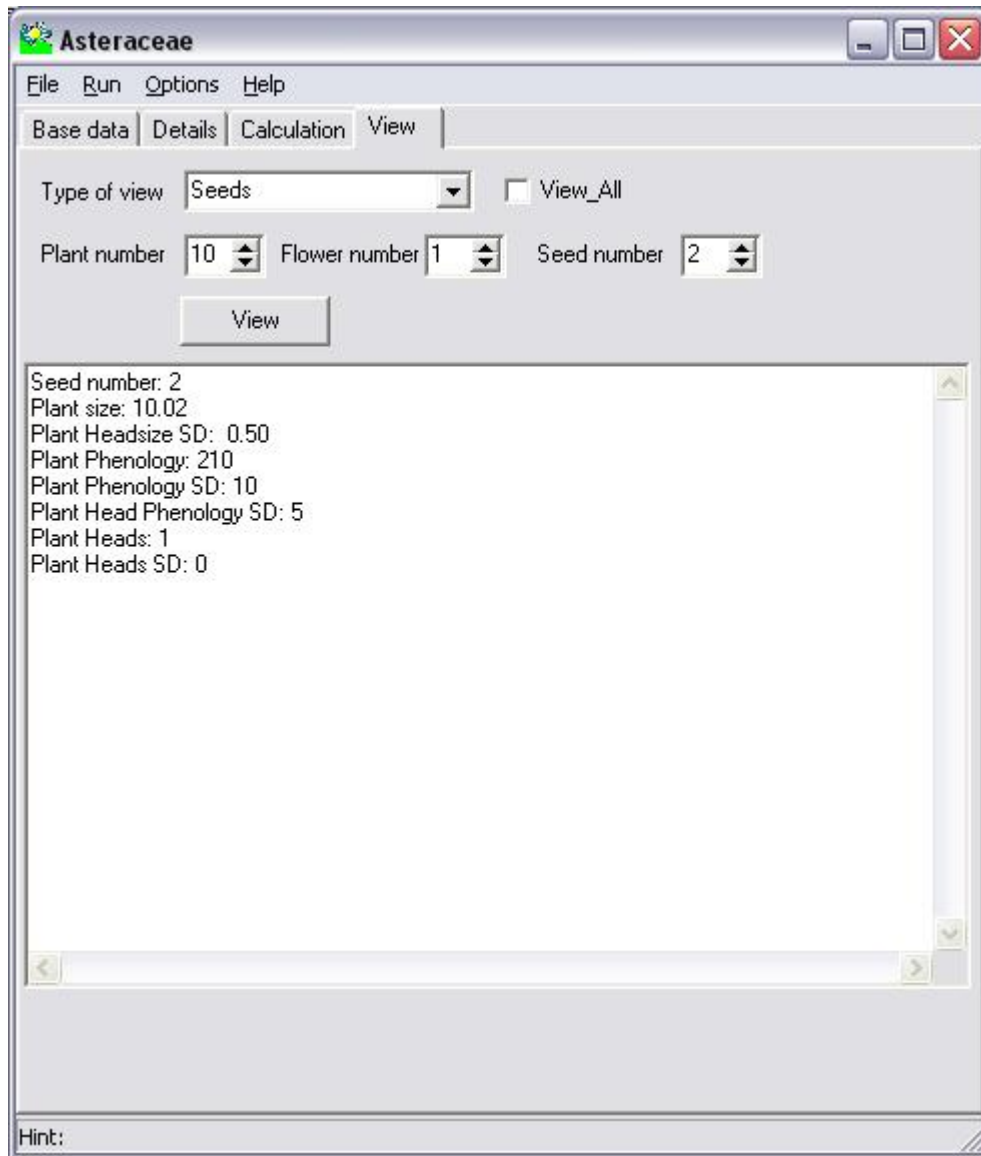 Asteraceae
File Run Options Help
Base data Details Calculation View
Type of view Seeds View_All
Plant number 10 Flower number 1 Seed number 2
View
Seed number: 2
Plant size: 10.02
Plant Headsize SD:  0.50
Plant Phenology: 210
Plant Phenology SD: 10
Plant Head Phenology SD: 5
Plant Heads: 1
Plant Heads SD: 0
Hint: